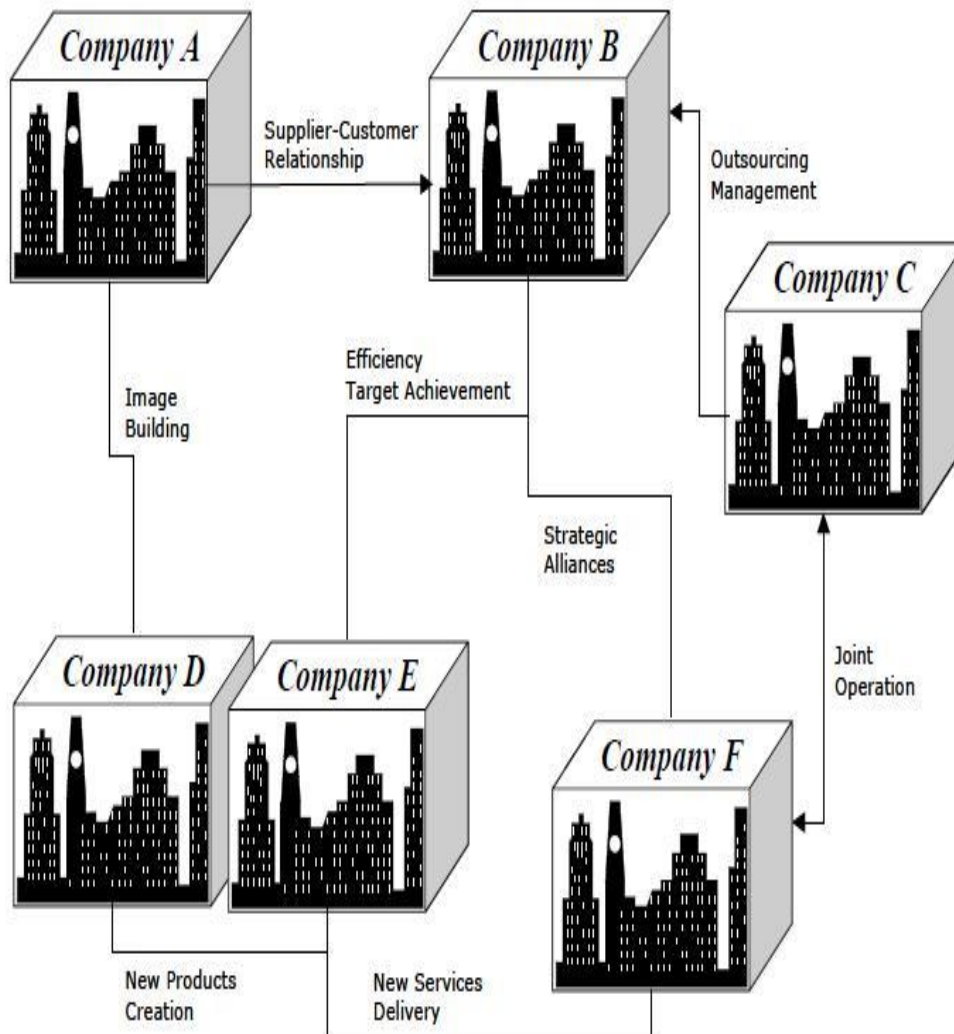 Company A
Company B
Supplier-Customer
Relationship
Outsourcing
Management
Company C
Efficiency
Target Achievement
Image
Building
Strategic
Alliances
Company D
Company E
Joint
Operation
Company F
New Products
Creation
New Services
Delivery